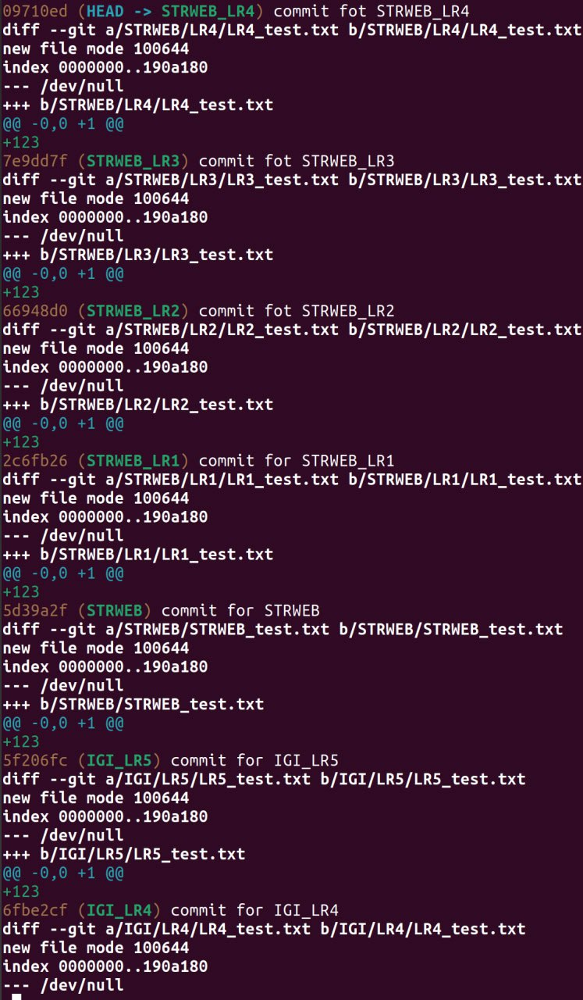 09710ed (HEAD -> STRWEB_LR4) commit fot STRWEB_LR4
diff --git a/STRWEB/LR4/LR4_test.txt b/STRWEB/LR4/LR4_test.txt
new file mode 100644
index 0000000..190a180
--- /dev/null
+++ b/STRWEB/LR4/LR4_test.txt
@@ -0,0 +1 @@
+123
7e9dd7f (STRWEB_LR3) commit fot STRWEB_LR3
diff --git a/STRWEB/LR3/LR3_test.txt b/STRWEB/LR3/LR3_test.txt
new file mode 100644
index 0000000..190a180
--- /dev/null
+++ b/STRWEB/LR3/LR3_test.txt
@@ -0,0 +1 @@
+123
66948d0 (STRWEB_LR2) commit fot STRWEB_LR2
diff --git a/STRWEB/LR2/LR2_test.txt b/STRWEB/LR2/LR2_test.txt
new file mode 100644
index 0000000..190a180
--- /dev/null
+++ b/STRWEB/LR2/LR2_test.txt
@@ -0,0 +1 @@
+123
2c6fb26 (STRWEB_LR1) commit for STRWEB_LR1
diff --git a/STRWEB/LR1/LR1_test.txt b/STRWEB/LR1/LR1_test.txt
new file mode 100644
index 0000000..190a180
--- /dev/null
+++ b/STRWEB/LR1/LR1_test.txt
@@ -0,0 +1 @@
+123
5d39a2f (STRWEB) commit for STRWEB
diff --git a/STRWEB/STRWEB_test.txt b/STRWEB/STRWEB_test.txt
new file mode 100644
index 0000000..190a180
--- /dev/null
+++ b/STRWEB/STRWEB_test.txt
@@ -0,0 +1 @@
+123
5f206fc (IGI_LR5) commit for IGI_LR5
diff --git a/IGI/LR5/LR5_test.txt b/IGI/LR5/LR5_test.txt
new file mode 100644
index 0000000..190a180
--- /dev/null
+++ b/IGI/LR5/LR5_test.txt
@@ -0,0 +1 @@
+123
6fbe2cf (IGI_LR4) commit for IGI_LR4
diff --git a/IGI/LR4/LR4_test.txt b/IGI/LR4/LR4_test.txt
new file mode 100644
index 0000000..190a180
--- /dev/null